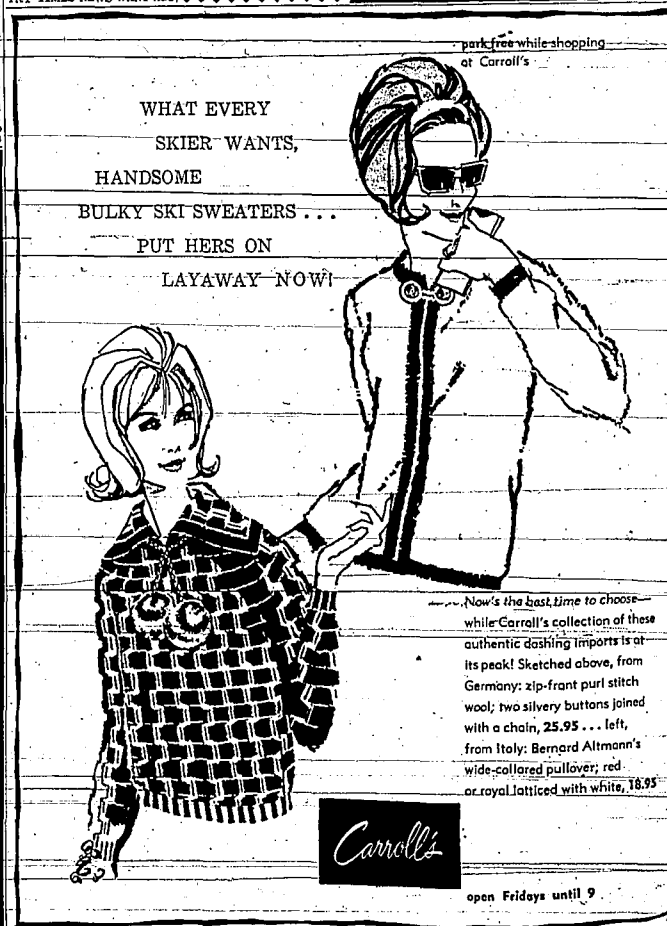 park free while shopping
at Carroll's
WHAT EVERY
SKIER WANTS,
HANDSOME
BULKY SKI SWEATERS . . .
PUT HERS ON
LAYAWAY NOW!
Now's the best time to choose—
while Carroll's collection of these
authentic dashing imports is at
its peak! Sketched above, from
Germany: zip-front purl stitch
wool; two silvery buttons joined
with a chain, 25.95 . . . left,
from Italy: Bernard Altmann's
wide-collared pullover; red
or royal latticed with white, 18.95
Carroll's
open Fridays until 9